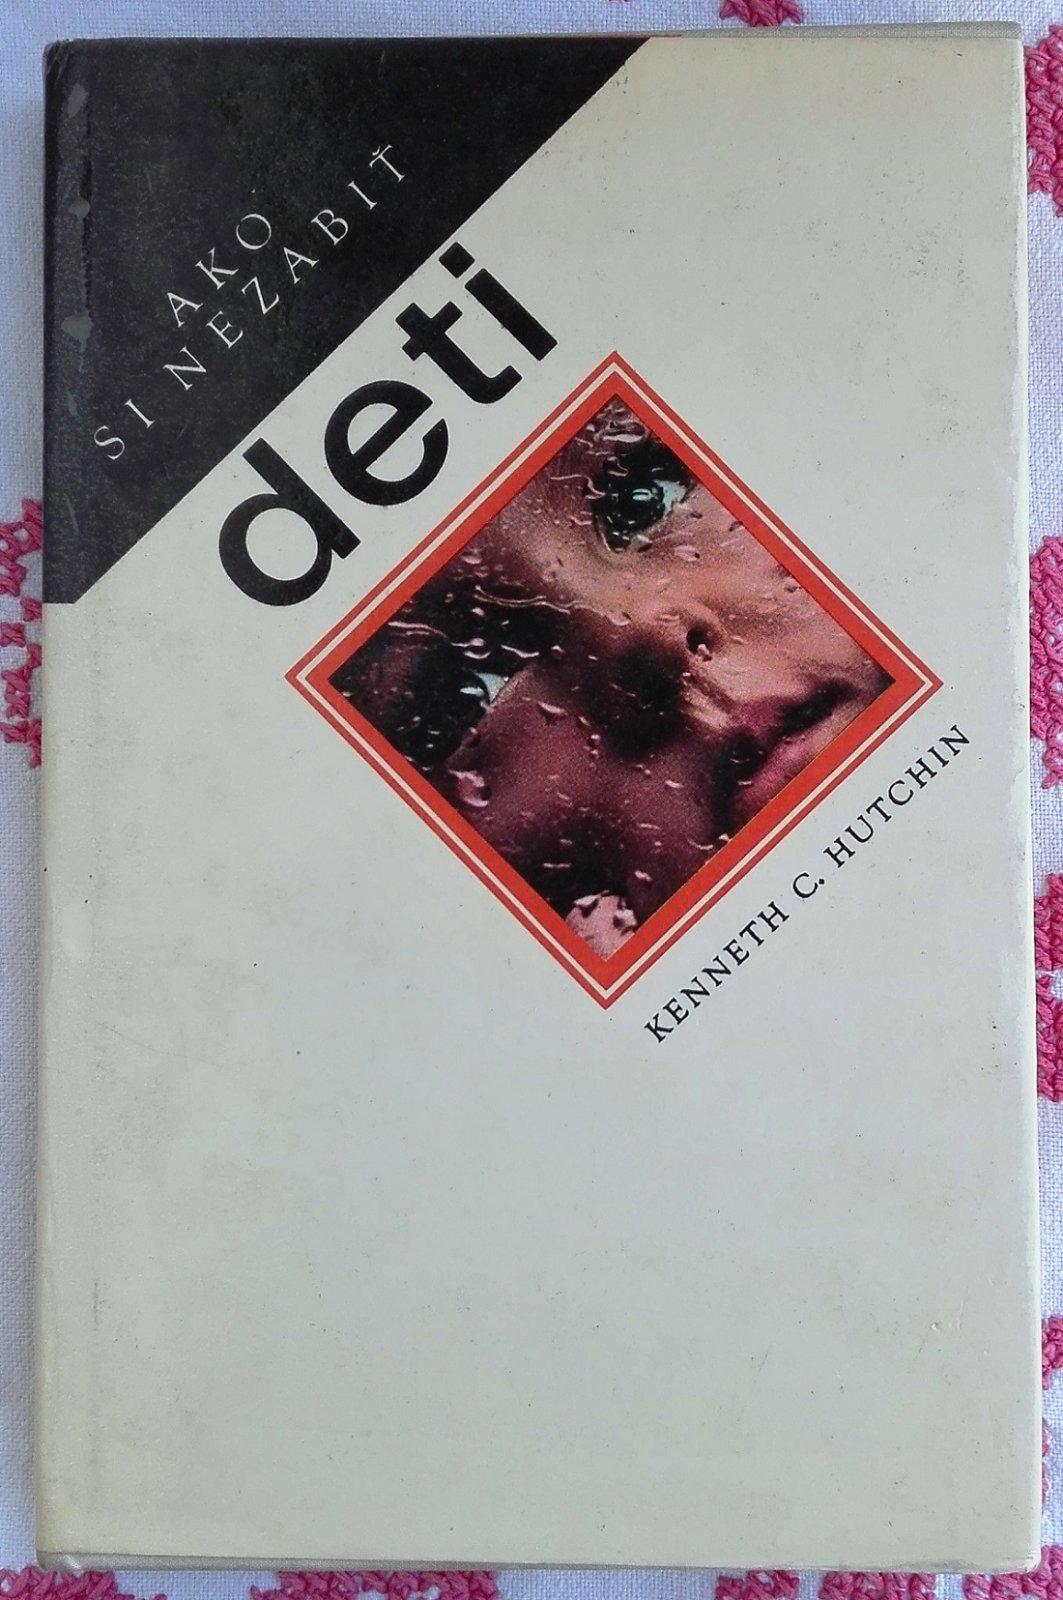 AKO
SI NEZABIŤ
deti
KENNETH C. HUTCHIN